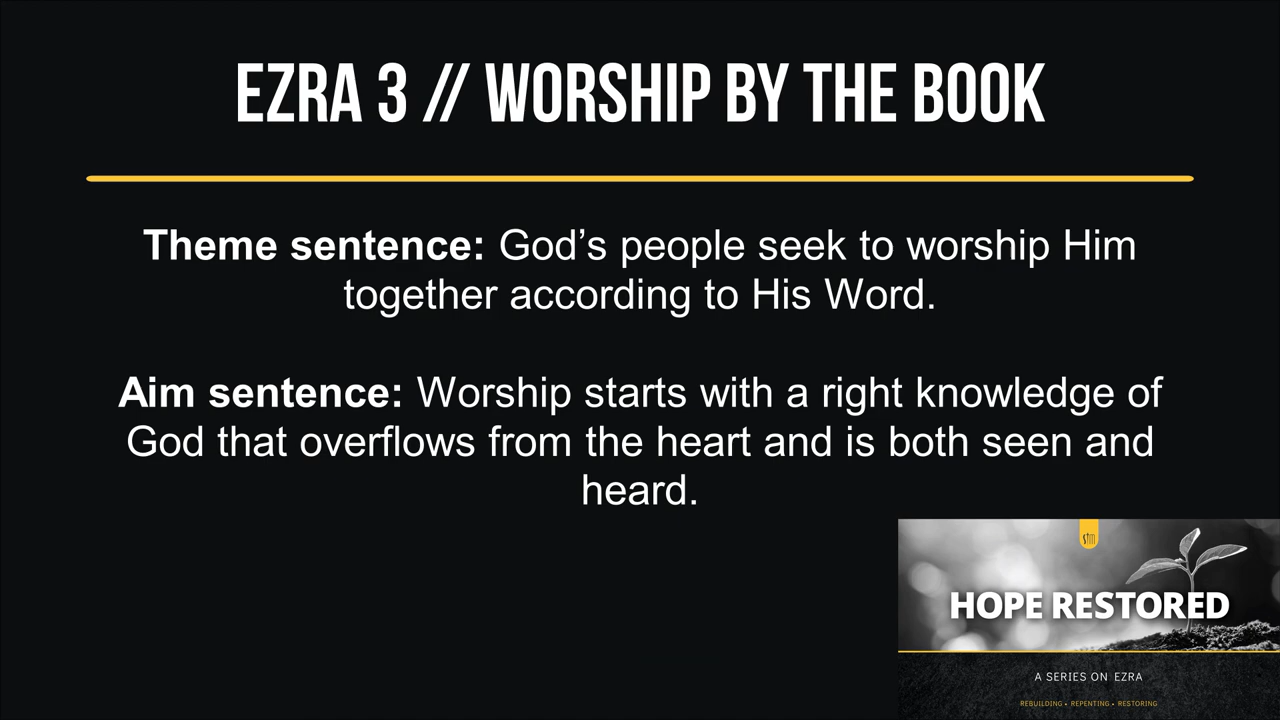 EZRA 3 // WORSHIP BY THE BOOK
Theme sentence: God’s people seek to worship Him
together according to His Word.
Aim sentence: Worship starts with a right knowledge of
God that overflows from the heart and is both seen and
heard.
stm
HOPE RESTORED
A SERIES ON EZRA
REBUILDING • REPENTING • RESTORING